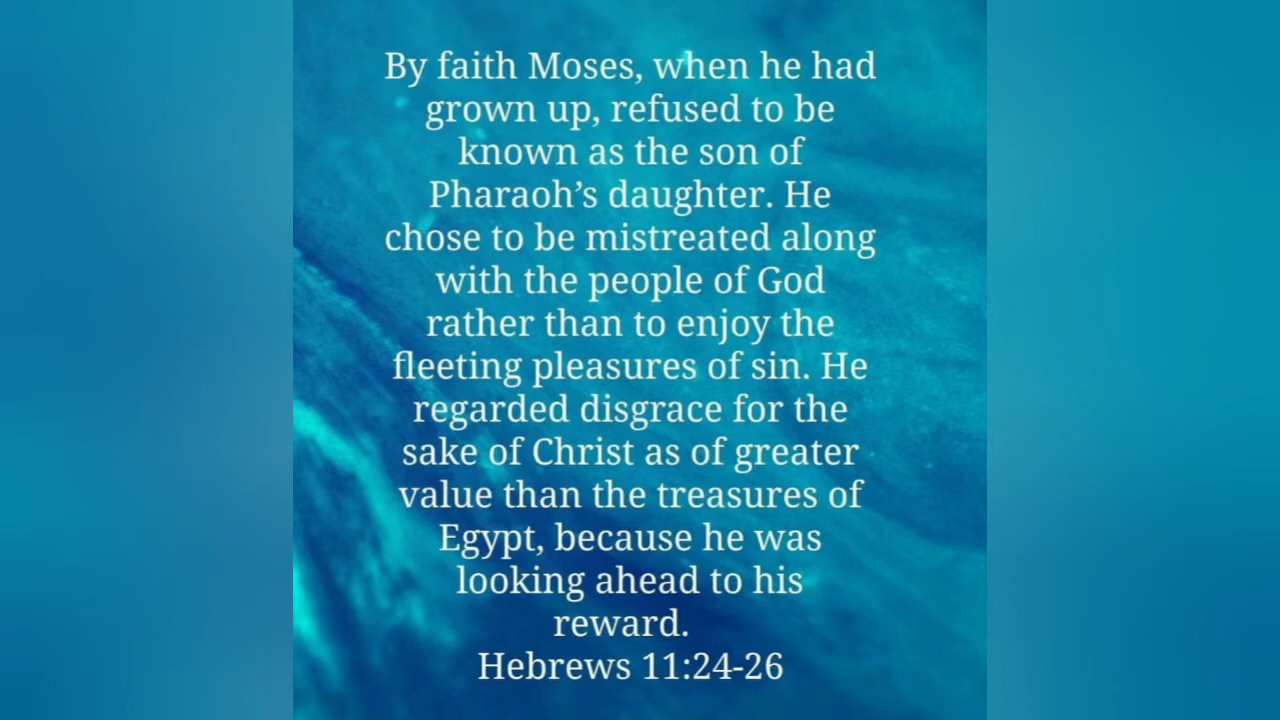 By faith Moses, when he had
grown up, refused to be
known as the son of
Pharaoh’s daughter. He
chose to be mistreated along
with the people of God
rather than to enjoy the
fleeting pleasures of sin. He
regarded disgrace for the
sake of Christ as of greater
value than the treasures of
Egypt, because he was
looking ahead to his
reward.
Hebrews 11:24-26